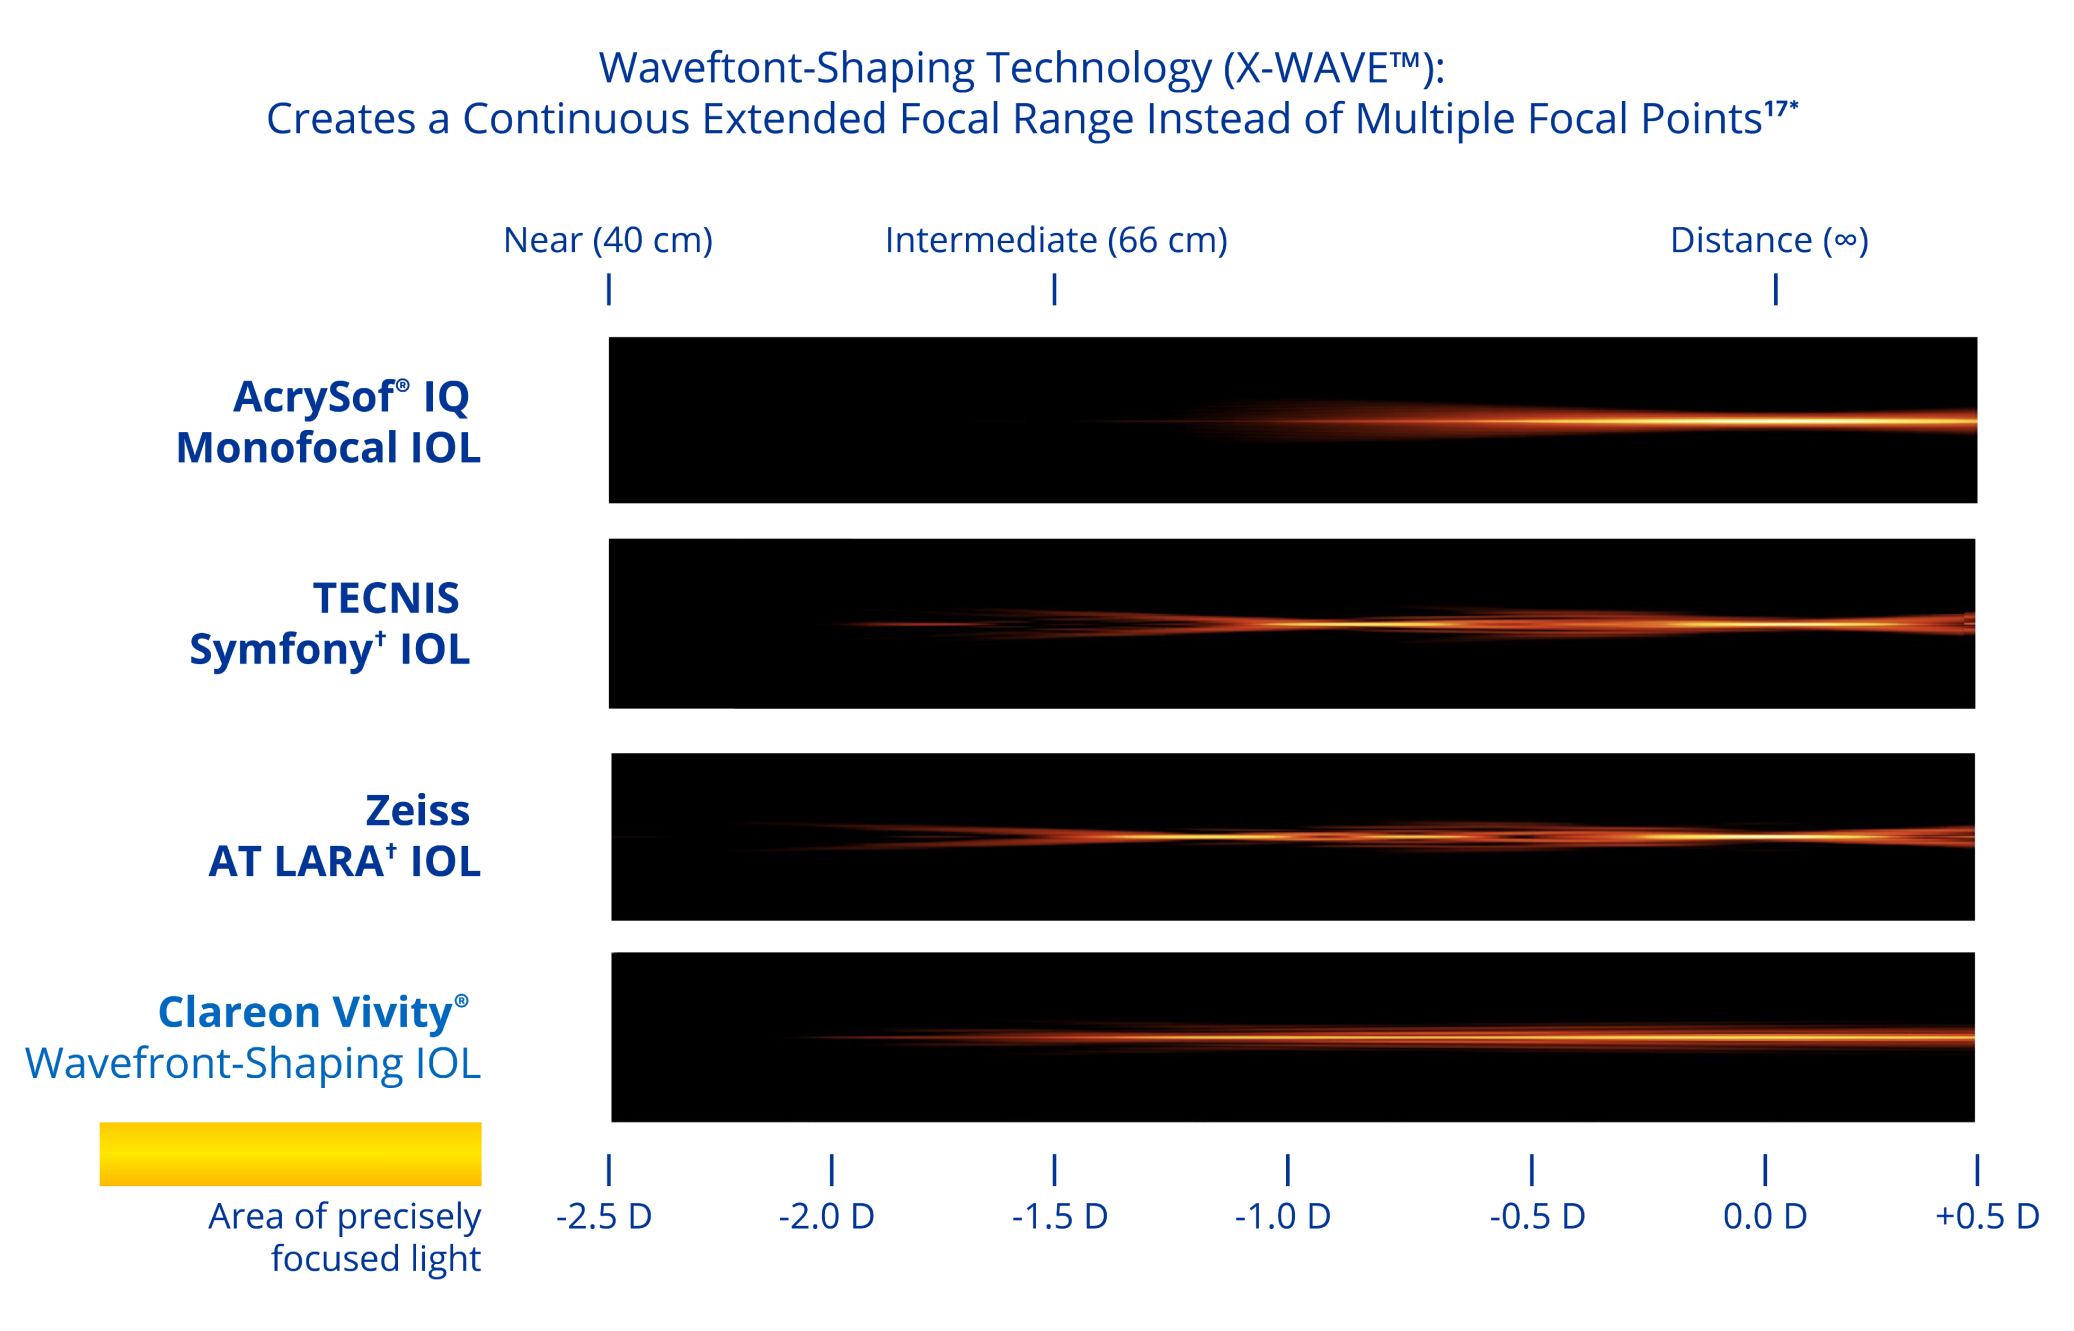 Waveftont-Shaping Technology (X-WAVE™):
Creates a Continuous Extended Focal Range Instead of Multiple Focal Points¹⁷*
Near (40 cm)
Intermediate (66 cm)
Distance (∞)
AcrySof® IQ
Monofocal IOL
TECNIS
Symfony† IOL
Zeiss
AT LARA† IOL
Clareon Vivity®
Wavefront-Shaping IOL
Area of precisely
focused light
-2.5 D
-2.0 D
-1.5 D
-1.0 D
-0.5 D
0.0 D
+0.5 D